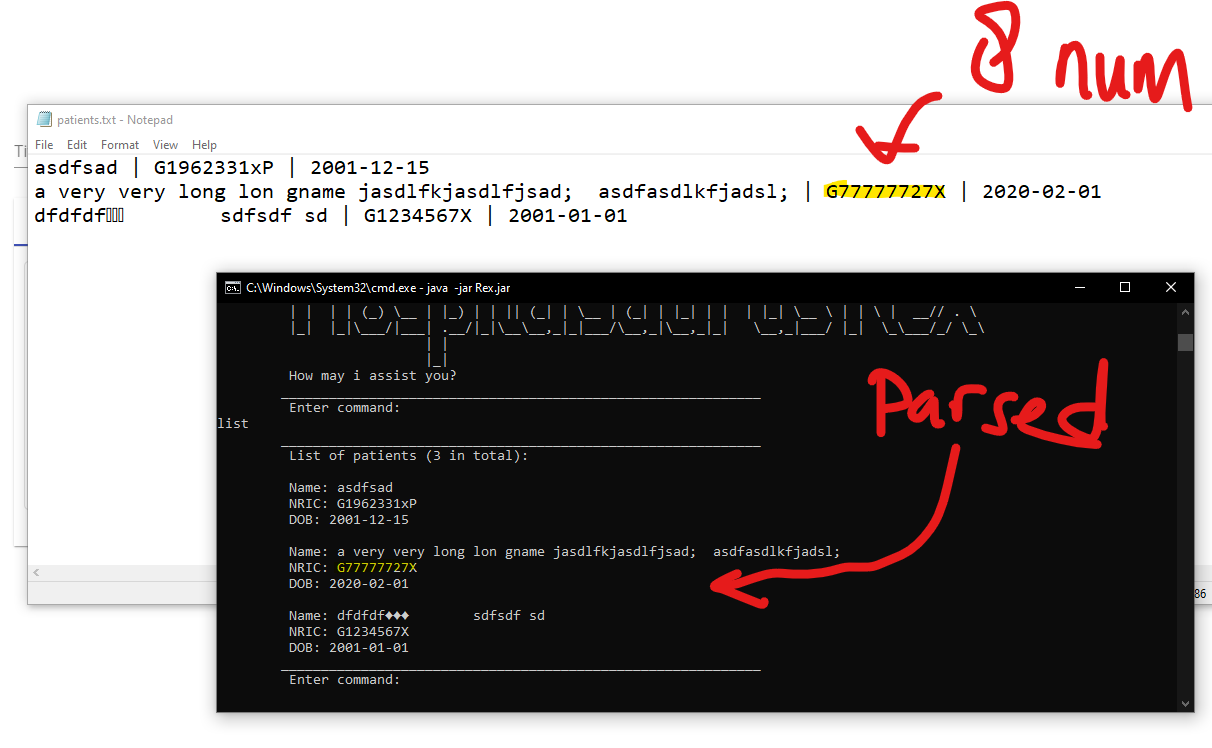 8 num
patients.txt - Notepad
File Edit Format View Help
asdfsad | G1962331xP | 2001-12-15
a very very long lon gname jasdlfkjasdlfjsad;  asdfasdlkfjadsl; | G77777727X | 2020-02-01
dfdfdf▯▯▯        sdfsdf sd | G1234567X | 2001-01-01
C:\Windows\System32\cmd.exe - java  -jar Rex.jar
How may i assist you?
Enter command:
list
Parsed
List of patients (3 in total):
Name: asdfsad
NRIC: G1962331xP
DOB: 2001-12-15
Name: a very very long lon gname jasdlfkjasdlfjsad;  asdfasdlkfjadsl;
NRIC: G77777727X
DOB: 2020-02-01
86
Name: dfdfdf♦♦♦        sdfsdf sd
NRIC: G1234567X
DOB: 2001-01-01
Enter command: